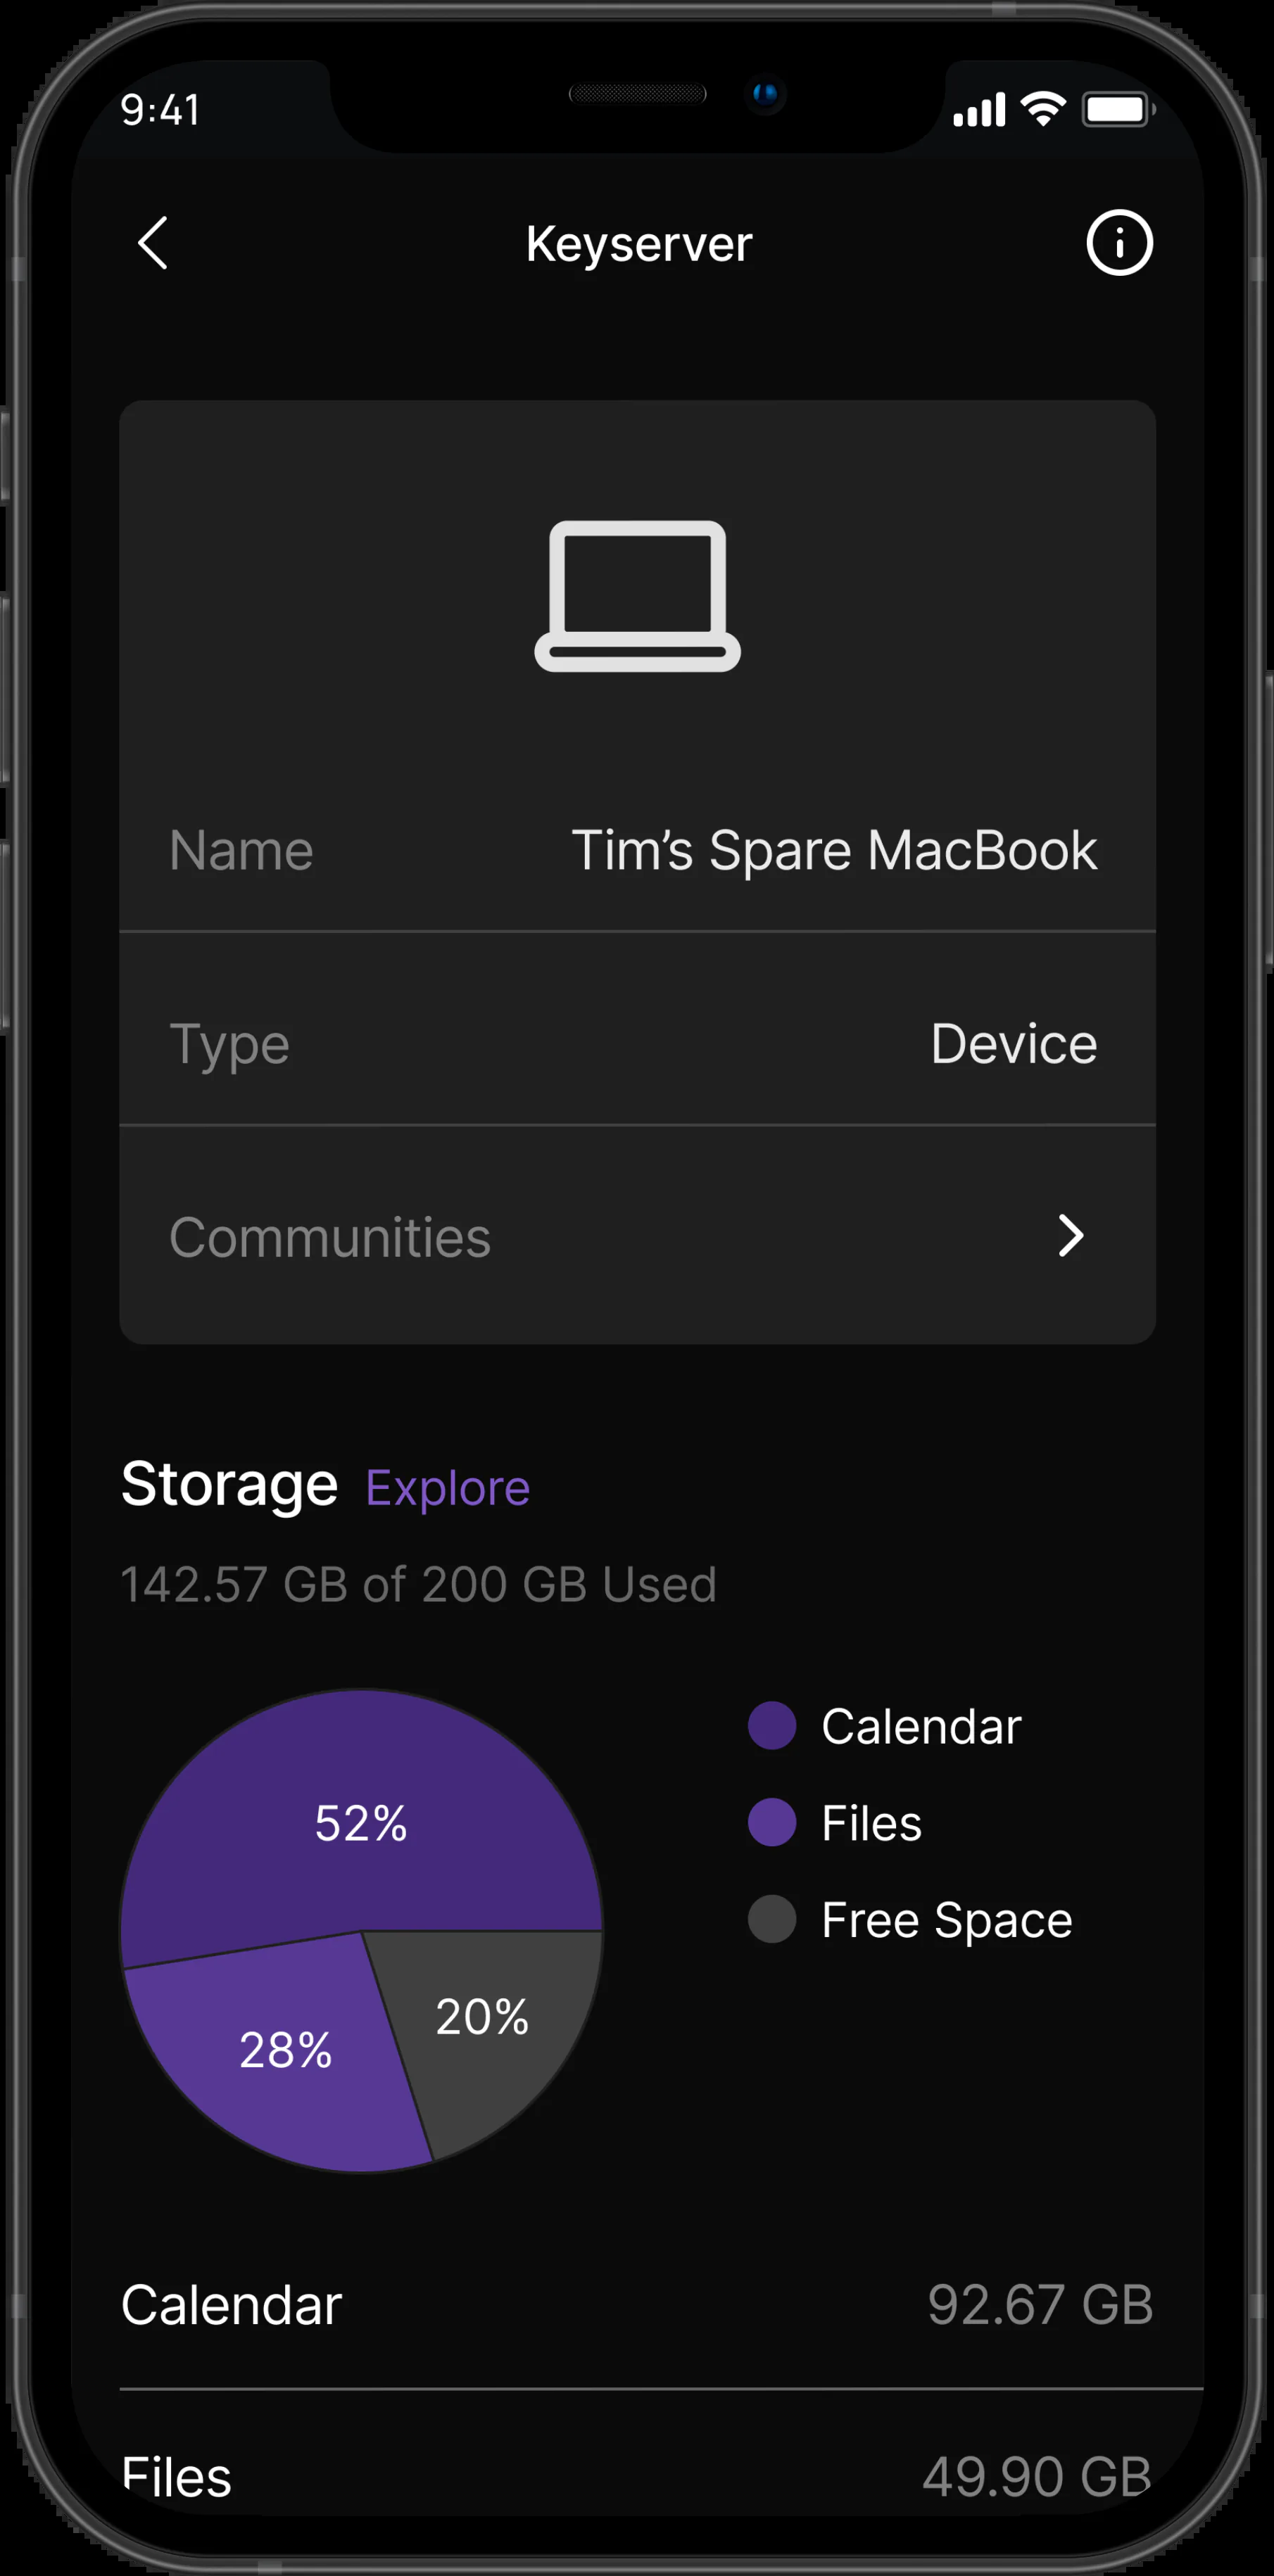 9:41
Keyserver
Name Tim’s Spare MacBook
Type Device
Communities
Storage Explore
142.57 GB of 200 GB Used
Calendar
52%
Files
Free Space
20%
28%
Calendar 92.67 GB
Files 49.90 GB